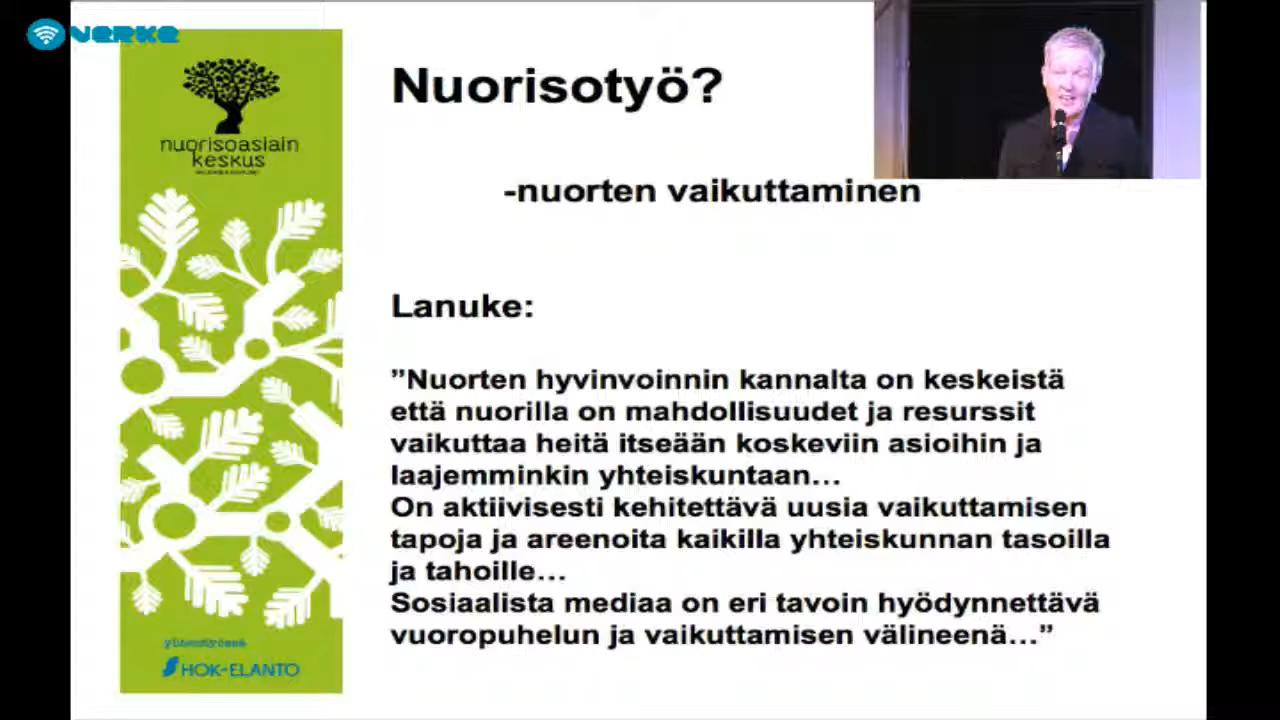 verke
nuorisoasiain
keskus
Nuorisotyö?
-nuorten vaikuttaminen
Lanuke:
”Nuorten hyvinvoinnin kannalta on keskeistä
että nuorilla on mahdollisuudet ja resurssit
vaikuttaa heitä itseään koskeviin asioihin ja
laajemminkin yhteiskuntaan...
On aktiivisesti kehitettävä uusia vaikuttamisen
tapoja ja areenoita kaikilla yhteiskunnan tasoilla
ja tahoille...
Sosiaalista mediaa on eri tavoin hyödynnettävä
vuoropuhelun ja vaikuttamisen välineenä...”
yhteistyössä
HOK-ELANTO